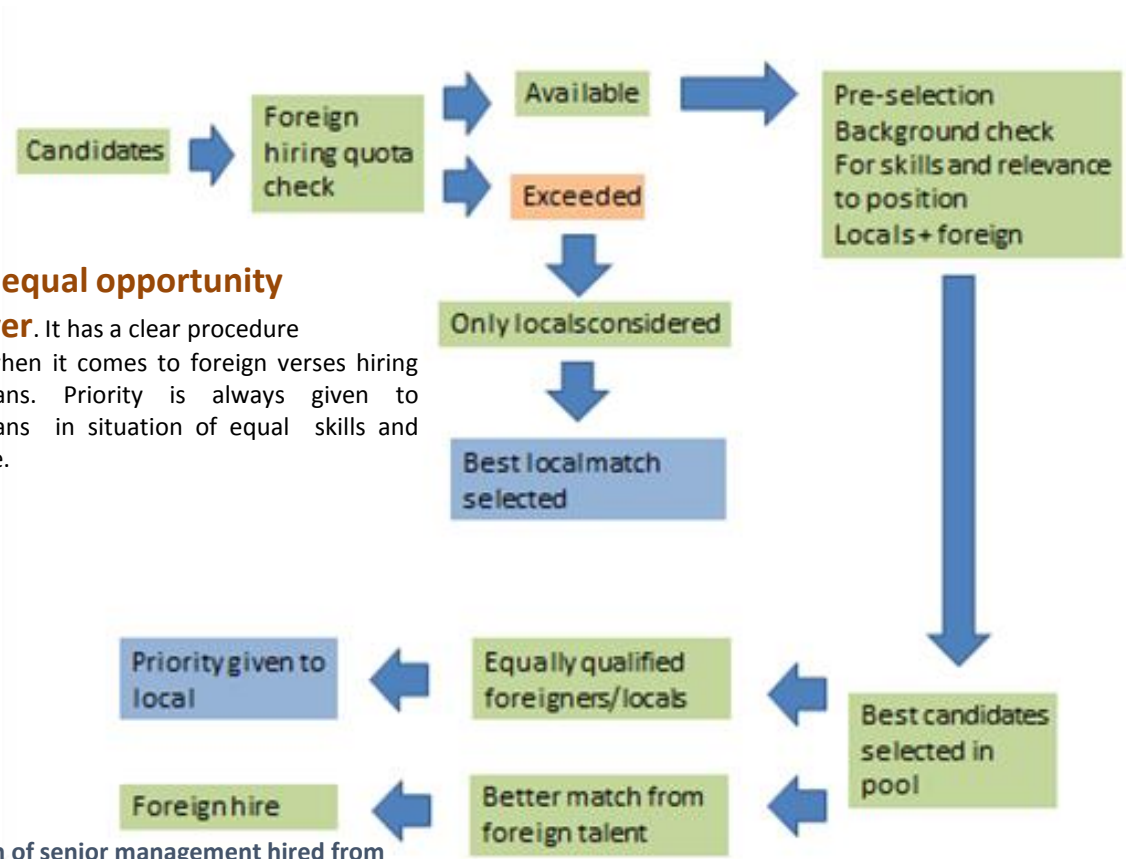 Candidates
Foreign
hiring quota
check
Available
Exceeded
Pre-selection
Background check
For skills and relevance
to position
Locals + foreign
equal opportunity
er. It has a clear procedure
hen it comes to foreign verses hiring
ans. Priority is always given to
ans in situation of equal skills and
e.
Only localsconsidered
Best localmatch
selected
Priority given to
local
Equally qualified
foreigners/locals
Best candidates
selected in
pool
Foreign hire
Better match from
foreign talent
n of senior management hired from